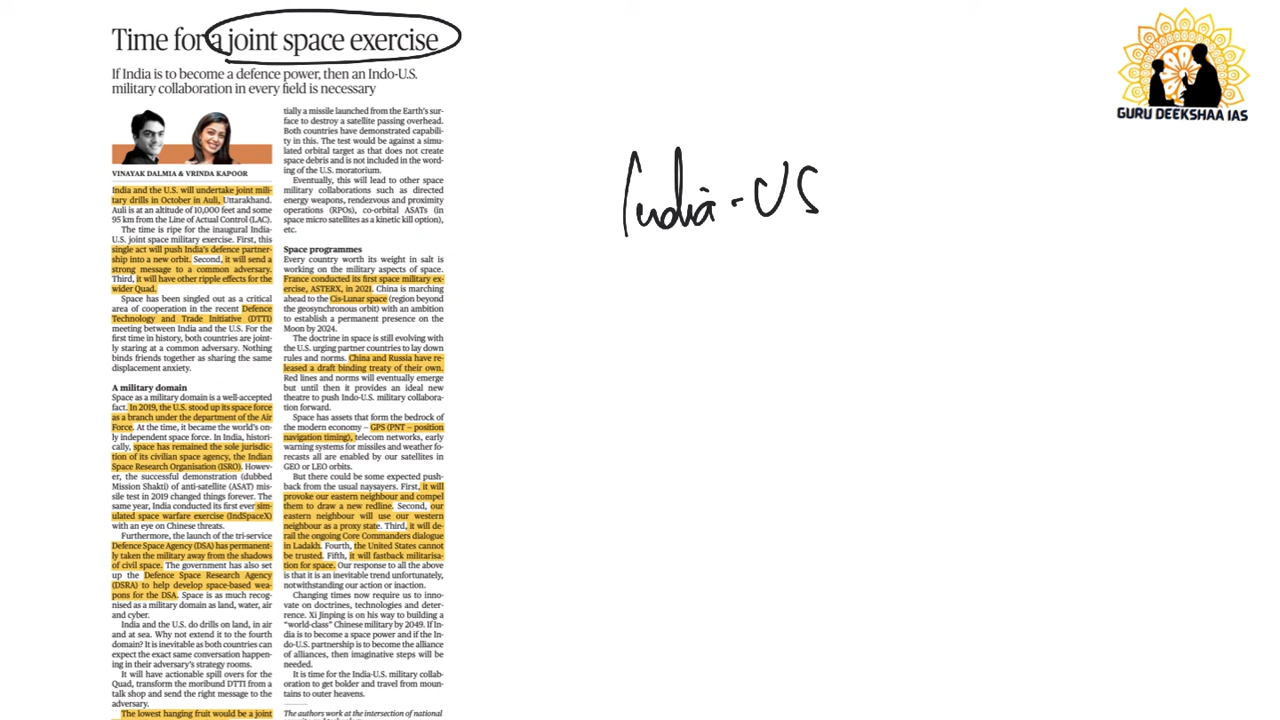 Time for a joint space exercise
If India is to become a defence power, then an Indo-U.S.
military collaboration in every field is necessary
VINAYAK DALMIA & VRINDA KAPOOR
India and the U.S. will undertake joint mili-
tary drills in October in Auli, Uttarakhand.
Auli is at an altitude of 10,000 feet and some
95 km from the Line of Actual Control (LAC).
The time is ripe for the inaugural India-
U.S. joint space military exercise. First, this
single act will push India's defence partner-
ship into a new orbit. Second, it will send a
strong message to a common adversary.
Third, it will have other ripple effects for the
wider Quad.
Space has been singled out as a critical
area of cooperation in the recent Defence
Technology and Trade Initiative (DTTI)
meeting between India and the U.S. For the
first time in history, both countries are joint-
ly staring at a common adversary. Nothing
binds friends together as sharing the same
displacement anxiety.
A military domain
Space as a military domain is a well-accepted
fact. In 2019, the U.S. stood up its space force
as a branch under the department of the Air
Force. At the time, it became the world's on-
ly independent space force. In India, histori-
cally, space has remained the sole jurisdic-
tion of its civilian space agency, the Indian
Space Research Organisation (ISRO). Howev-
er, the successful demonstration (dubbed
Mission Shakti) of anti-satellite (ASAT) mis-
sile test in 2019 changed things forever. The
same year, India conducted its first ever sim-
ulated space warfare exercise (IndSpaceX)
with an eye on Chinese threats.
Furthermore, the launch of the tri-service
Defence Space Agency (DSA) has permanent-
ly taken the military away from the shadows
of civil space. The government has also set
up the Defence Space Research Agency
(DSRA) to help develop space-based wea-
pons for the DSA. Space is as much recog-
nised as a military domain as land, water, air
and cyber.
India and the U.S. do drills on land, in air
and at sea. Why not extend it to the fourth
domain? It is inevitable as both countries can
expect the exact same conversation happen-
ing in their adversary's strategy rooms.
It will have actionable spill overs for the
Quad, transform the moribund DTTI from a
talk shop and send the right message to the
adversary.
The lowest hanging fruit would be a joint
tially a missile launched from the Earth's sur-
face to destroy a satellite passing overhead.
Both countries have demonstrated capabili-
ty in this. The test would be against a simu-
lated orbital target as that does not create
space debris and is not included in the word-
ing of the U.S. moratorium.
Eventually, this will lead to other space
military collaborations such as directed
energy weapons, rendezvous and proximity
operations (RPOs), co-orbital ASATs (in
space micro satellites as a kinetic kill option),
etc.
Space programmes
Every country worth its weight in salt is
working on the military aspects of space.
France conducted its first space military ex-
ercise, ASTERX, in 2021. China is marching
ahead to the Cis-Lunar space (region beyond
the geosynchronous orbit) with an ambition
to establish a permanent presence on the
Moon by 2024.
The doctrine in space is still evolving with
the U.S. urging partner countries to lay down
rules and norms. China and Russia have re-
leased a draft binding treaty of their own.
Red lines and norms will eventually emerge
but until then it provides an ideal new
theatre to push Indo-U.S. military collabora-
tion forward.
Space has assets that form the bedrock of
the modern economy – GPS (PNT – position
navigation timing), telecom networks, early
warning systems for missiles and weather fo-
recasts all are enabled by our satellites in
GEO or LEO orbits.
But there could be some expected push-
back from the usual naysayers. First, it will
provoke our eastern neighbour and compel
them to draw a new redline. Second, our
eastern neighbour will use our western
neighbour as a proxy state. Third, it will de-
rail the ongoing Core Commanders dialogue
in Ladakh. Fourth, the United States cannot
be trusted. Fifth, it will fastback militarisa-
tion for space. Our response to all the above
is that it is an inevitable trend unfortunately,
notwithstanding our action or inaction.
Changing times now require us to inno-
vate on doctrines, technologies and deter-
rence. Xi Jinping is on his way to building a
"world-class" Chinese military by 2049. If In-
dia is to become a space power and if the In-
do-U.S. partnership is to become the alliance
of alliances, then imaginative steps will be
needed.
It is time for the India-U.S. military collab-
oration to get bolder and travel from moun-
tains to outer heavens.
The authors work at the intersection of national
India - US
GURU DEEKSHAA IAS